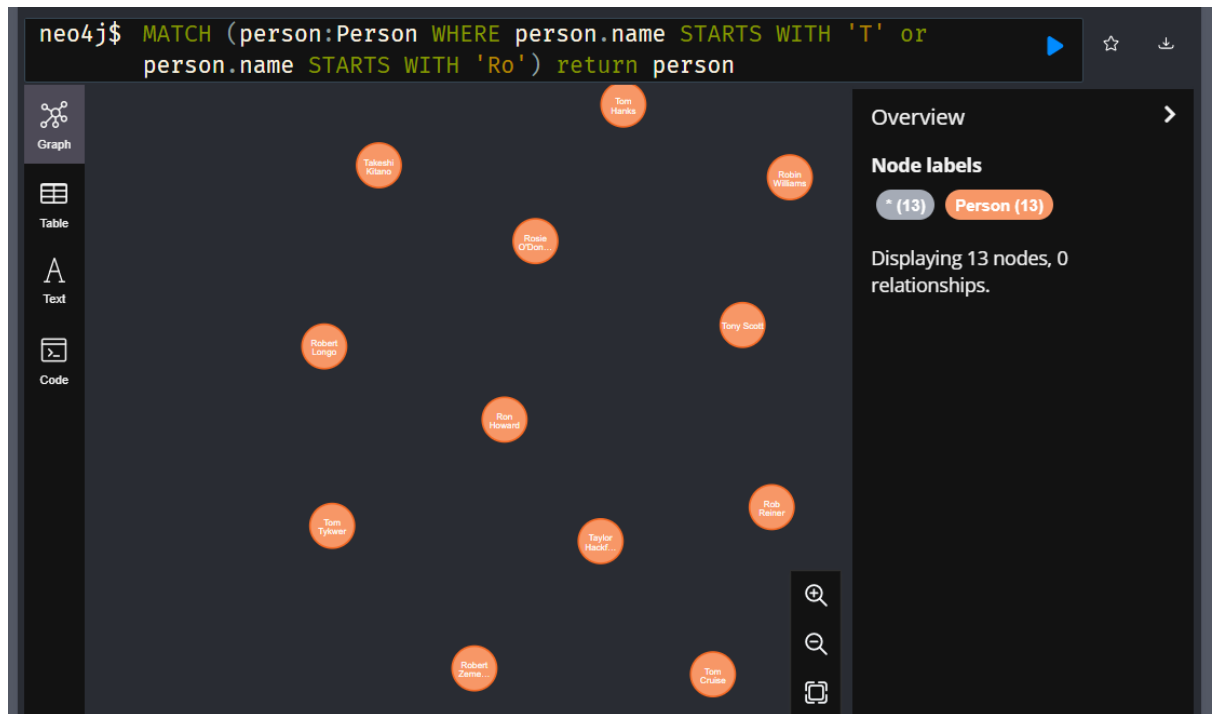 neo4j$ MATCH (person:Person WHERE person.name STARTS WITH 'T' or
person.name STARTS WITH 'Ro') return person
Graph
Table
Text
Code
Tom
Hanks
Takeshi
Kitano
Robin
Williams
Rosie
O'Don...
Tony Scott
Robert
Longo
Ron
Howard
Rob
Reiner
Tom
Tykwer
Taylor
Hackf...
Robert
Zeme...
Tom
Cruise
Overview
Node labels
* (13) Person (13)
Displaying 13 nodes, 0
relationships.